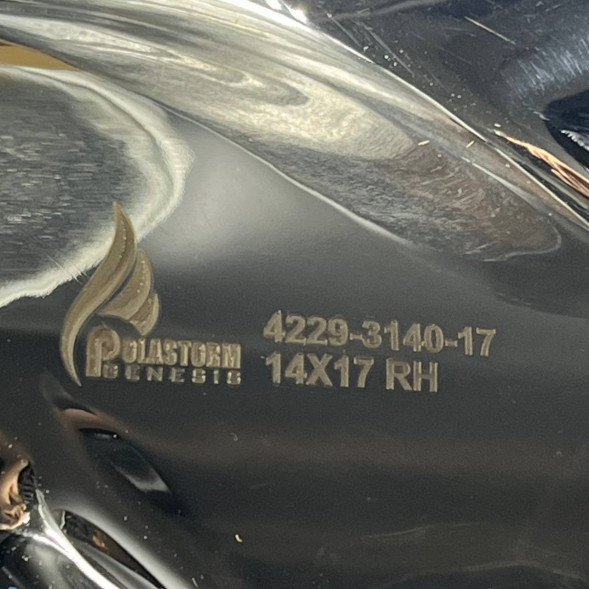 POLASTORM
GENESIS
4229-3140-17
14X17 RH